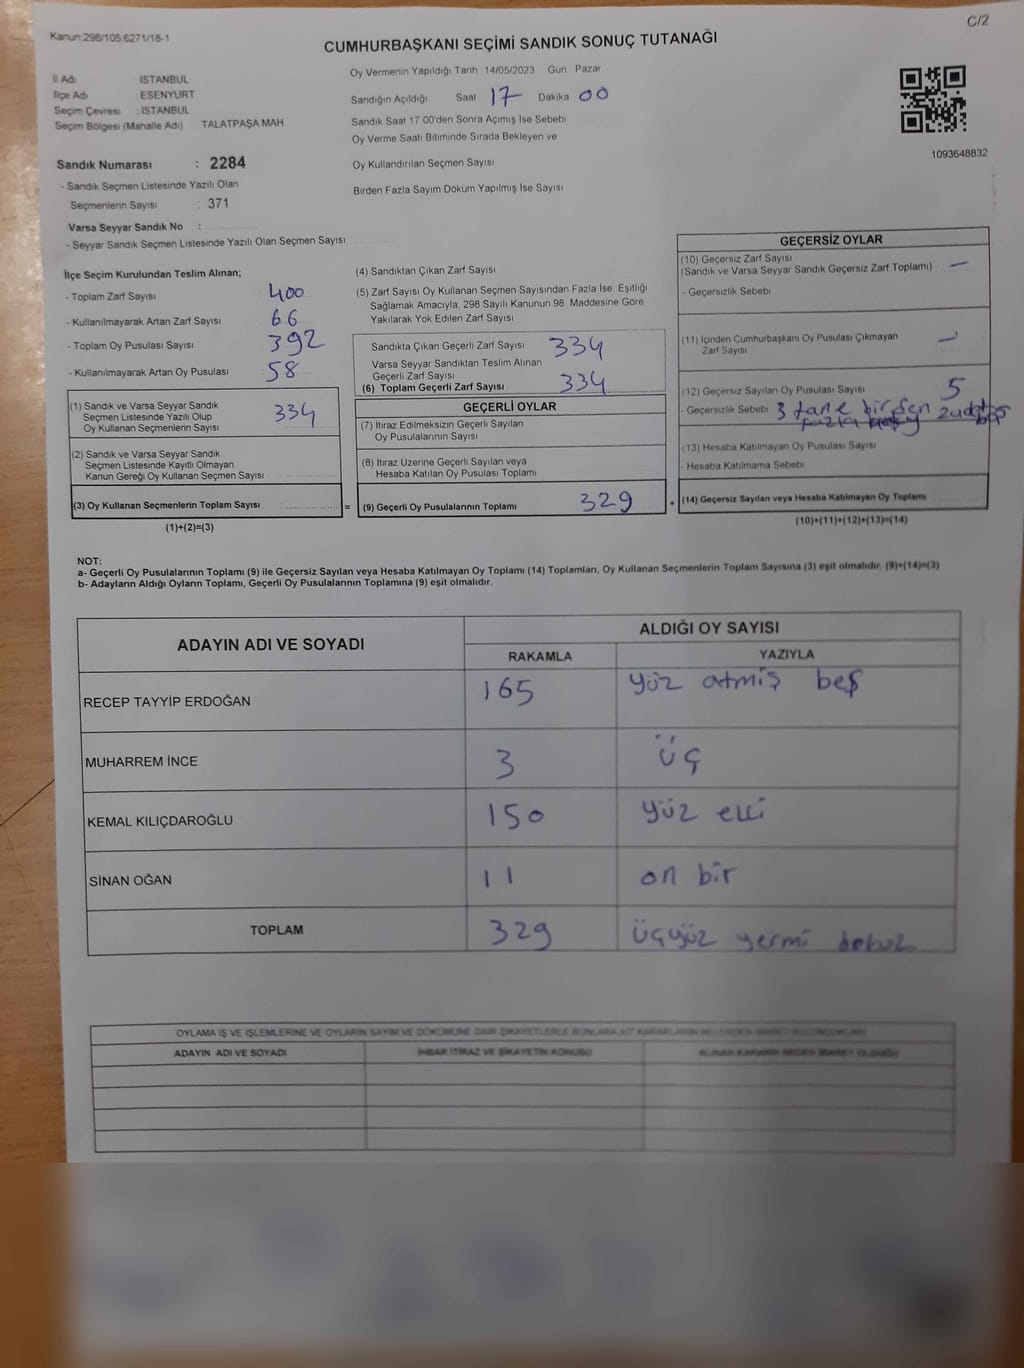 Kanun:298/105;6271/18-1
C/2
CUMHURBAŞKANI SEÇİMİ SANDIK SONUÇ TUTANAĞI
İl Adı : İSTANBUL
İlçe Adı : ESENYURT
Seçim Çevresi : İSTANBUL
Seçim Bölgesi (Mahalle Adı) TALATPAŞA MAH
Sandık Numarası : 2284
- Sandık Seçmen Listesinde Yazılı Olan
Seçmenlerin Sayısı : 371
Varsa Seyyar Sandık No :
- Seyyar Sandık Seçmen Listesinde Yazılı Olan Seçmen Sayısı
Oy Vermenin Yapıldığı Tarih 14/05/2023 Gün Pazar
Sandığın Açıldığı Saat 17 Dakika 00
Sandık Saat 17 00'den Sonra Açımış İse Sebebi
Oy Verme Saati Bitiminde Sırada Bekleyen ve
Oy Kullandırılan Seçmen Sayısı
Birden Fazla Sayım Döküm Yapılmış İse Sayısı
1093648832
İlçe Seçim Kurulundan Teslim Alınan;
- Toplam Zarf Sayısı 400
- Kullanılmayarak Artan Zarf Sayısı 66
- Toplam Oy Pusulası Sayısı 392
- Kullanılmayarak Artan Oy Pusulası 58
(1) Sandık ve Varsa Seyyar Sandık
Seçmen Listesinde Yazılı Olup
Oy Kullanan Seçmenlerin Sayısı 334
(2) Sandık ve Varsa Seyyar Sandık
Seçmen Listesinde Kayıtlı Olmayan
Kanun Gereği Oy Kullanan Seçmen Sayısı
(3) Oy Kullanan Seçmenlerin Toplam Sayısı =
(1)+(2)=(3)
(4) Sandıktan Çıkan Zarf Sayısı
(5) Zarf Sayısı Oy Kullanan Seçmen Sayısından Fazla İse Eşitliği
Sağlamak Amacıyla; 298 Sayılı Kanunun 98 Maddesine Göre
Yakılarak Yok Edilen Zarf Sayısı
Sandıkta Çıkan Geçerli Zarf Sayısı 334
Varsa Seyyar Sandıktan Teslim Alınan
Geçerli Zarf Sayısı
(6) Toplam Geçerli Zarf Sayısı 334
GEÇERLİ OYLAR
(7) İtiraz Edilmeksizin Geçerli Sayılan
Oy Pusulalarının Sayısı
(8) İtiraz Üzerine Geçerli Sayılan veya
Hesaba Katılan Oy Pusulası Toplamı
(9) Geçerli Oy Pusulalarının Toplamı 329 +
GEÇERSİZ OYLAR
(10) Geçersiz Zarf Sayısı
(Sandık ve Varsa Seyyar Sandık Geçersiz Zarf Toplamı) —
- Geçersizlik Sebebi
(11) İçinden Cumhurbaşkanı Oy Pusulası Çıkmayan
Zarf Sayısı —
(12) Geçersiz Sayılan Oy Pusulası Sayısı 5
- Geçersizlik Sebebi 3 tane birden
fazla
(13) Hesaba Katılmayan Oy Pusulası Sayısı
- Hesaba Katılmama Sebebi
(14) Geçersiz Sayılan veya Hesaba Katılmayan Oy Toplamı
(10)+(11)+(12)+(13)=(14)
NOT:
a- Geçerli Oy Pusulalarının Toplamı (9) ile Geçersiz Sayılan veya Hesaba Katılmayan Oy Toplamı (14) Toplamları, Oy Kullanan Seçmenlerin Toplam Sayısına (3) eşit olmalıdır. (9)+(14)=(3)
b- Adayların Aldığı Oyların Toplamı, Geçerli Oy Pusulalarının Toplamına (9) eşit olmalıdır.
ADAYIN ADI VE SOYADI
ALDIĞI OY SAYISI
RAKAMLA YAZIYLA
RECEP TAYYİP ERDOĞAN 165 yüz atmış beş
MUHARREM İNCE 3 üç
KEMAL KILIÇDAROĞLU 150 yüz elli
SİNAN OĞAN 11 on bir
TOPLAM 329 üçyüz yermi dokuz
OYLAMA İŞ VE İŞLEMLERİNE VE OYLARIN SAYIM VE DÖKÜMÜNE DAİR ŞİKAYETLERLE BUNLARA AİT KARARLARIN NELERDEN İBARET BULUNDUKLARI
ADAYIN ADI VE SOYADI İHBAR İTİRAZ VE ŞİKAYETİN KONUSU ALINAN KARARIN NEDEN İBARET OLDUĞU